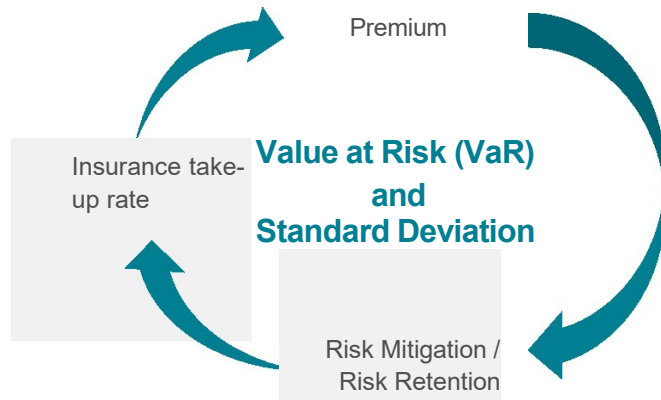 Premium
Insurance take-
up rate
Value at Risk (VaR)
and
Standard Deviation
Risk Mitigation /
Risk Retention